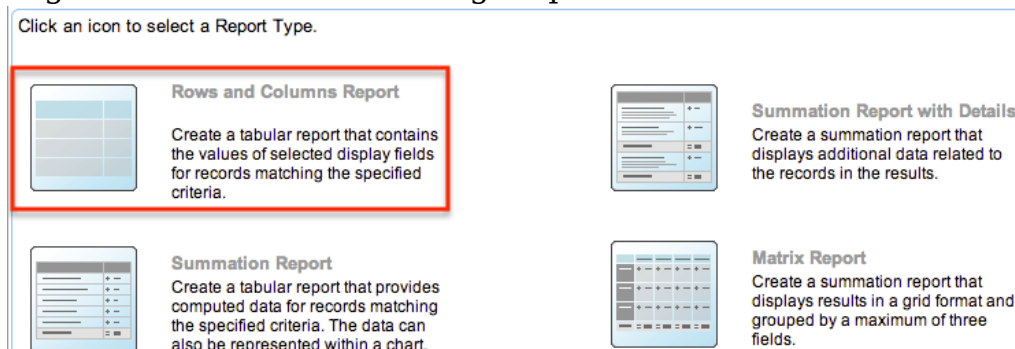 Click an icon to select a Report Type.
Rows and Columns Report
Create a tabular report that contains
the values of selected display fields
for records matching the specified
criteria.
Summation Report with Details
Create a summation report that
displays additional data related to
the records in the results.
Summation Report
Create a tabular report that provides
computed data for records matching
the specified criteria. The data can
also be represented within a chart.
Matrix Report
Create a summation report that
displays results in a grid format and
grouped by a maximum of three
fields.